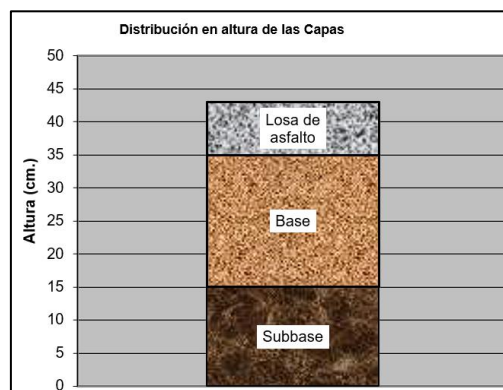 Distribución en altura de las Capas
50
45
40
35
30
25
20
15
10
5
0
Altura (cm.)
Losa de
asfalto
Base
Subbase